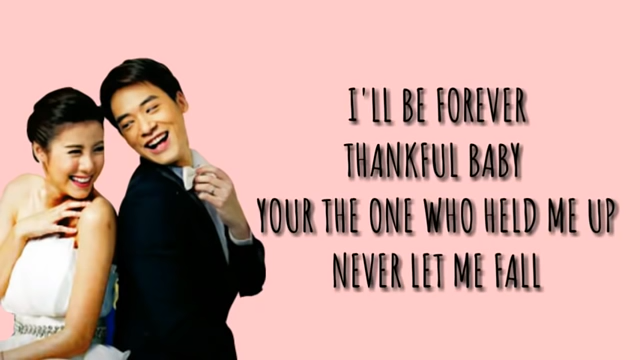 I'LL BE FOREVER
THANKFUL BABY
YOUR THE ONE WHO HELD ME UP
NEVER LET ME FALL